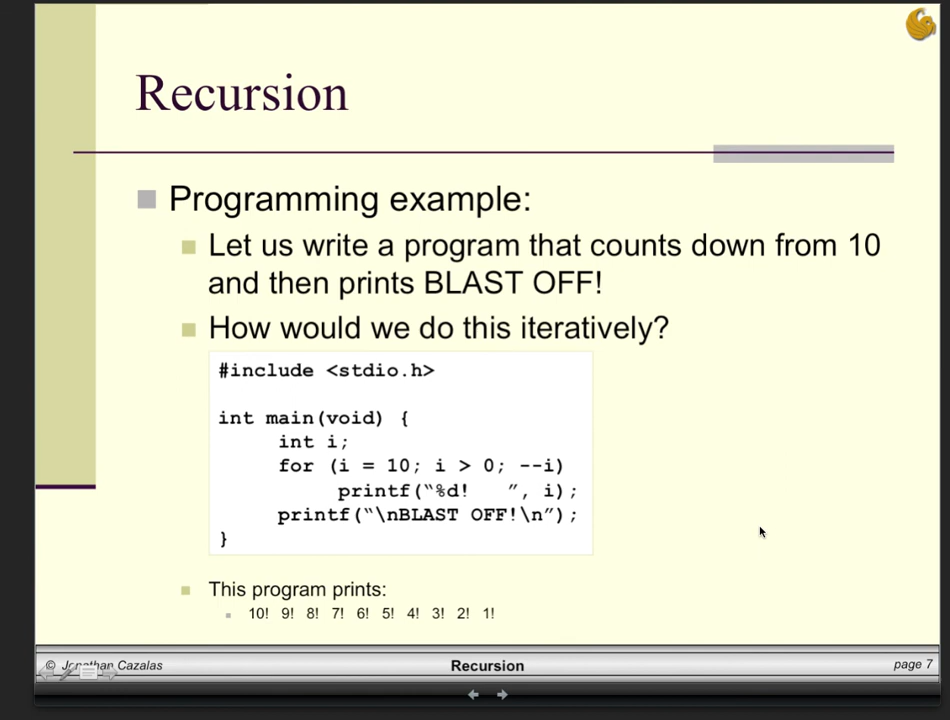 Recursion
Programming example:
Let us write a program that counts down from 10
and then prints BLAST OFF!
How would we do this iteratively?
#include <stdio.h>
int main(void) {
int i;
for (i = 10; i > 0; --i)
printf(“%d!   ”, i);
printf(“\nBLAST OFF!\n”);
}
This program prints:
10!   9!   8!   7!   6!   5!   4!   3!   2!   1!
© Jonathan Cazalas
Recursion
page 7